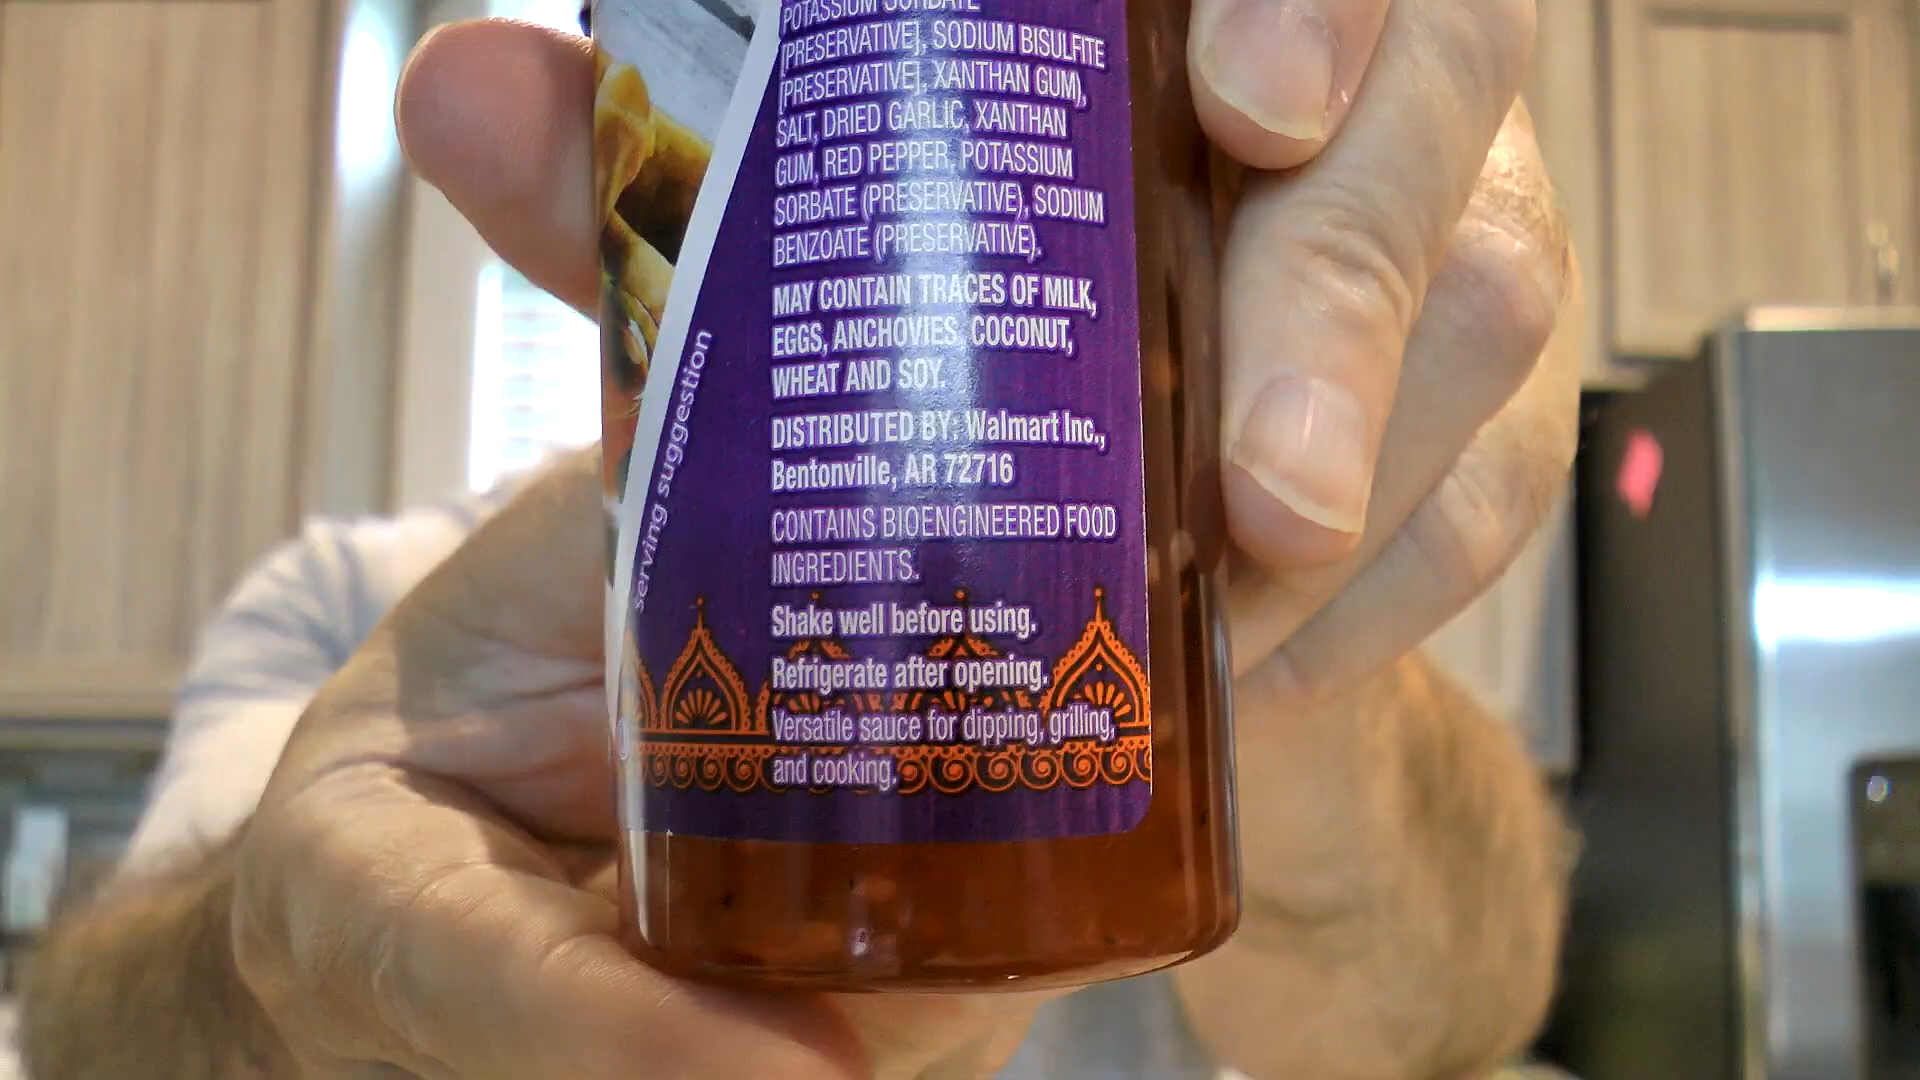 POTASSIUM SORBATE
[PRESERVATIVE], SODIUM BISULFITE
[PRESERVATIVE], XANTHAN GUM),
SALT, DRIED GARLIC, XANTHAN
GUM, RED PEPPER, POTASSIUM
SORBATE (PRESERVATIVE), SODIUM
BENZOATE (PRESERVATIVE).
MAY CONTAIN TRACES OF MILK,
EGGS, ANCHOVIES, COCONUT,
WHEAT AND SOY.
DISTRIBUTED BY: Walmart Inc.,
Bentonville, AR 72716
CONTAINS BIOENGINEERED FOOD
INGREDIENTS.
Shake well before using.
Refrigerate after opening.
Versatile sauce for dipping, grilling,
and cooking.
serving suggestion